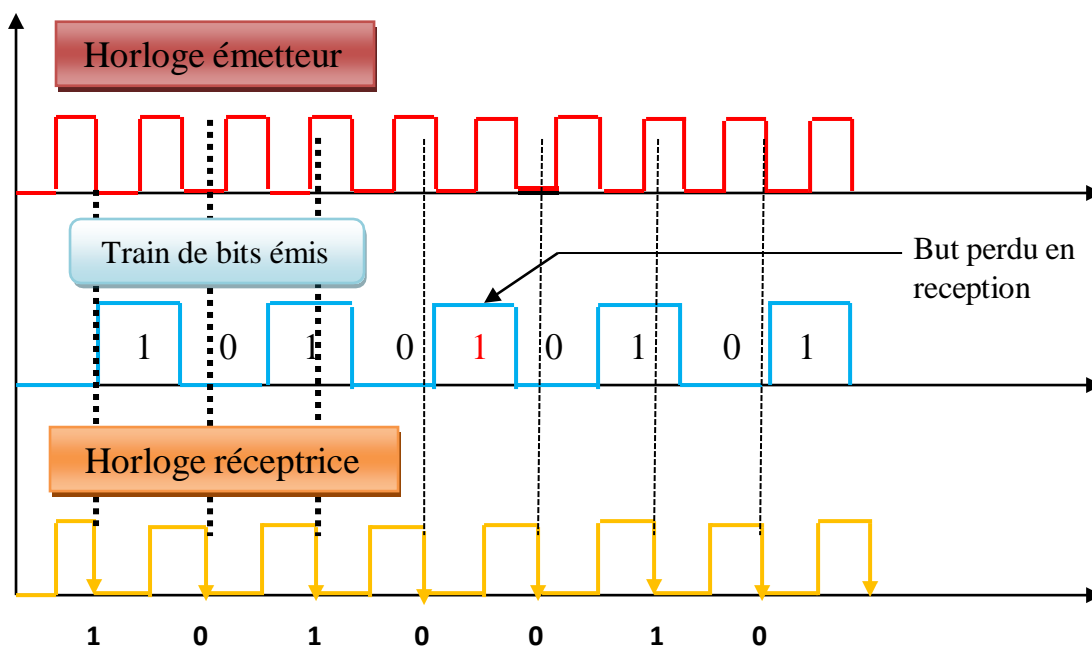 Horloge émetteur
Train de bits émis
But perdu en
reception
1 0 1 0 1 0 1 0 1
Horloge réceptrice
1 0 1 0 0 1 0